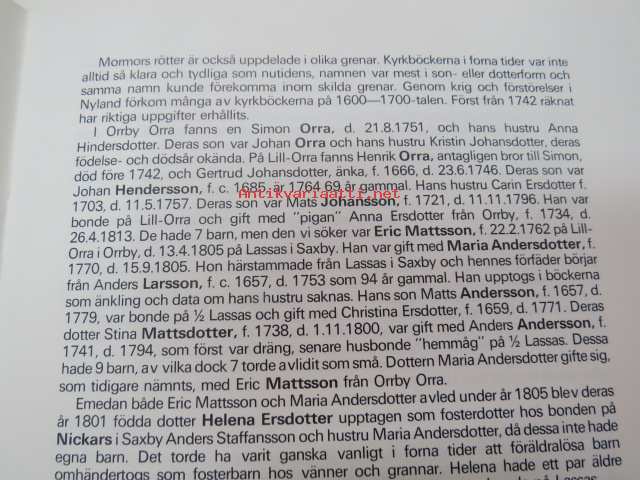 Mormors rötter är också uppdelade i olika grenar. Kyrkböckerna i forna tider var inte
alltid så klara och tydliga som nutidens, namnen var mest i son- eller dotterform och
samma namn kunde förekomma inom skilda grenar. Genom krig och förstörelser i
Nyland förkom många av kyrkböckerna på 1600—1700-talen. Först från 1742 räknat
har riktiga uppgifter erhållits.
I Orrby Orra fanns en Simon Orra, d. 21.8.1751, och hans hustru Anna
Hindersdotter. Deras son var Johan Orra och hans hustru Kristin Johansdotter, deras
födelse- och dödsår okända. På Lill-Orra fanns Henrik Orra, antagligen bror till Simon,
död före 1742, och Gertrud Johansdotter, änka, f. 1666, d. 23.6.1746. Deras son var
Johan Hendersson, f. c. 1685, är 1764 69 år gammal. Hans hustru Carin Ersdotter f.
1703, d. 11.5.1757. Deras son var Mats Johansson, f. 1721, d. 11.11.1796. Han var
Antikvariaatti.net
bonde på Lill-Orra och gift med "pigan" Anna Ersdotter från Orrby, f. 1734, d.
26.4.1813. De hade 7 barn, men den vi söker var Eric Mattsson, f. 22.2.1762 på Lill-
Orra i Orrby, d. 13.4.1805 på Lassas i Saxby. Han var gift med Maria Andersdotter, f.
1770, d. 15.9.1805. Hon härstammade från Lassas i Saxby och hennes förfäder börjar
från Anders Larsson, f. c. 1657, d. 1753 som 94 år gammal. Han upptogs i böckerna
som änkling och data om hans hustru saknas. Hans son Matts Andersson, f. 1657, d.
1779, var bonde på ½ Lassas och gift med Christina Ersdotter, f. 1659, d. 1771. Deras
dotter Stina Mattsdotter, f. 1738, d. 1.11.1800, var gift med Anders Andersson, f.
1741, d. 1794, som först var dräng, senare husbonde "hemmåg" på ½ Lassas. Dessa
hade 9 barn, av vilka dock 7 torde avlidit som små. Dottern Maria Andersdotter gifte sig,
som tidigare nämnts, med Eric Mattsson från Orrby Orra.
Emedan både Eric Mattsson och Maria Andersdotter avled under år 1805 blev deras
år 1801 födda dotter Helena Ersdotter upptagen som fosterdotter hos bonden på
Nickars i Saxby Anders Staffansson och hustru Maria Andersdotter, då dessa inte hade
egna barn. Det torde ha varit ganska vanligt i forna tider att föräldralösa barn
omhändertogs som fosterbarn hos vänner och grannar. Helena hade ett par äldre
på Lassas